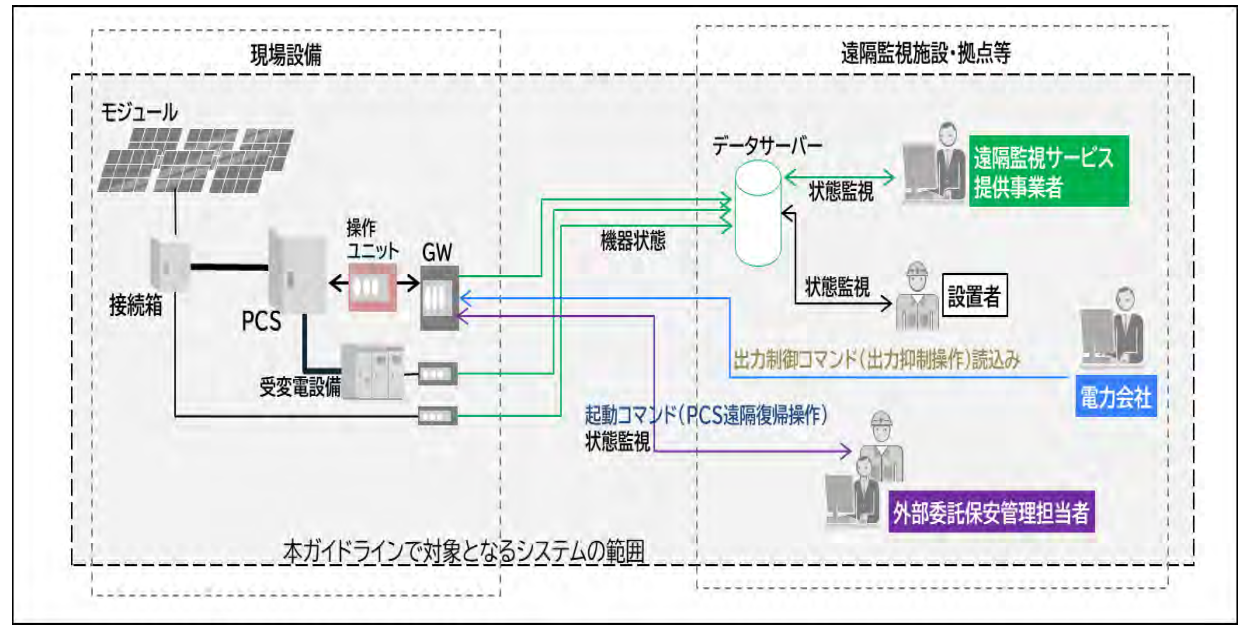 現場設備
遠隔監視施設・拠点等
モジュール
データサーバー
遠隔監視サービス
提供事業者
状態監視
操作
ユニット
GW
機器状態
接続箱
PCS
状態監視
設置者
受変電設備
出力制御コマンド(出力抑制操作)読込み
電力会社
起動コマンド(PCS遠隔復帰操作)
状態監視
外部委託保安管理担当者
本ガイドラインで対象となるシステムの範囲